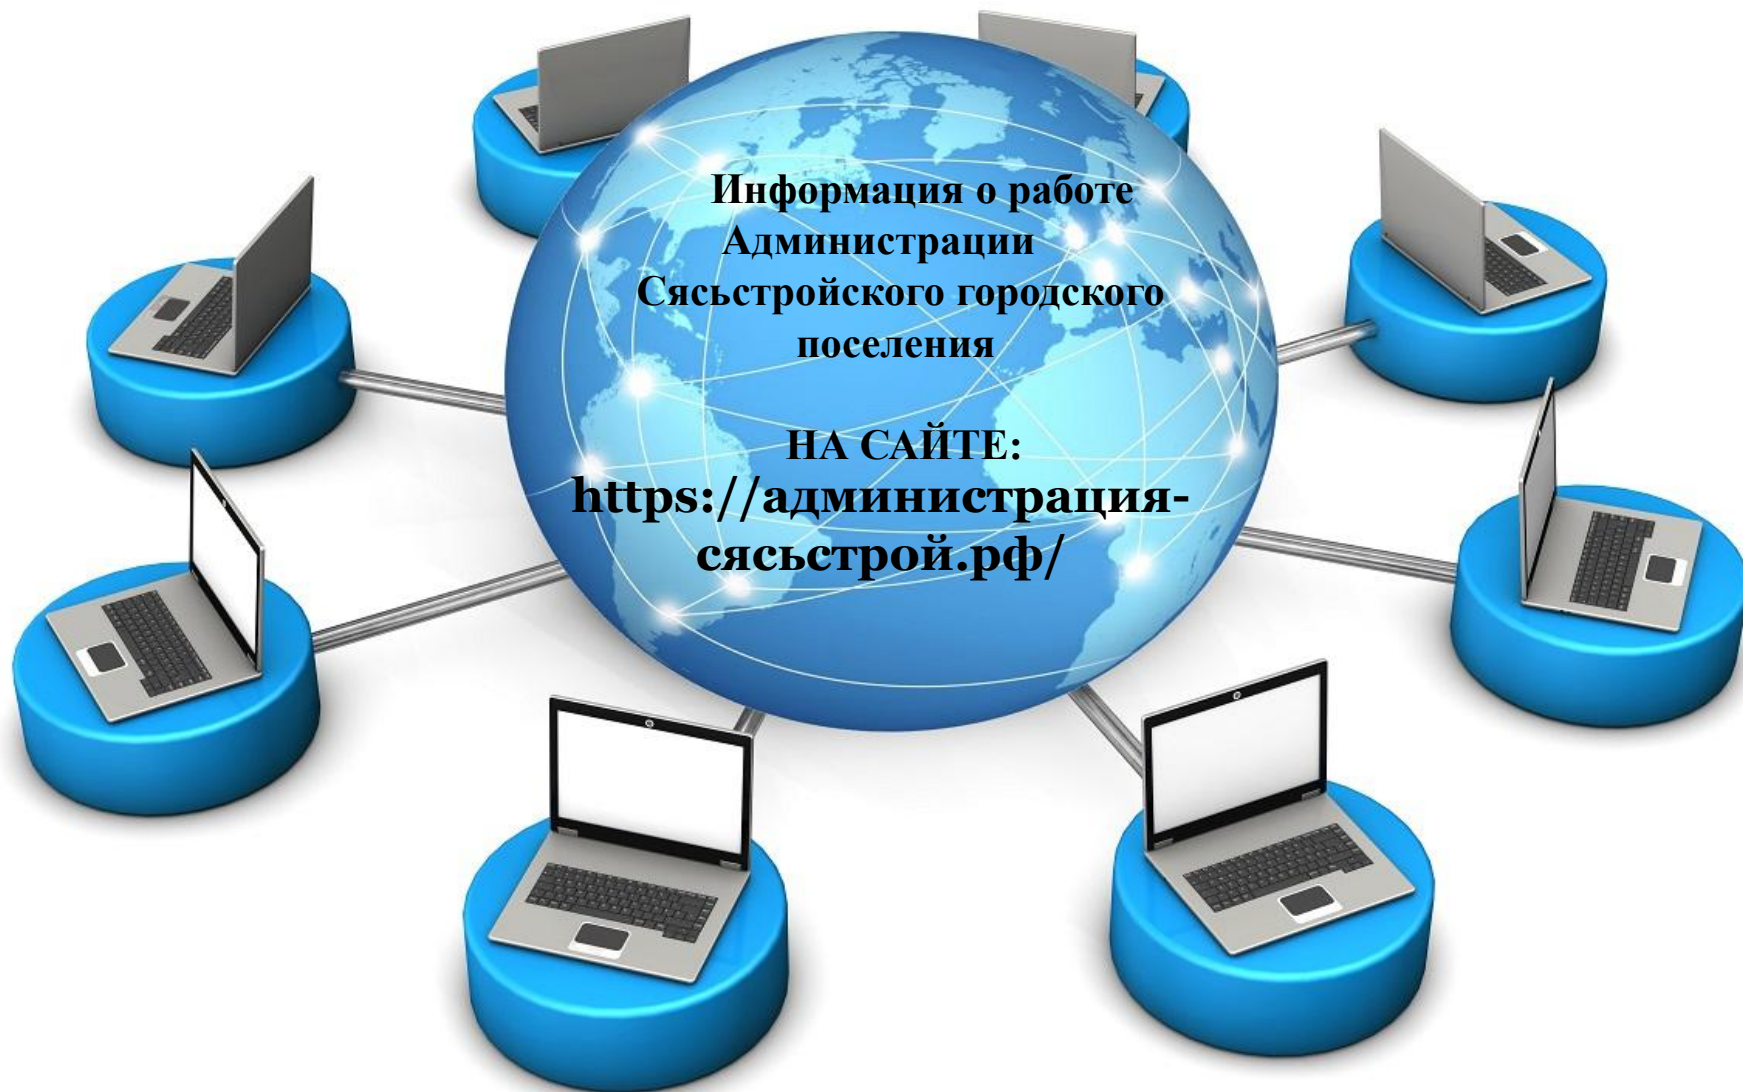 Информация о работе
Администрации
Сясьстройского городского
поселения
НА САЙТЕ:
https://администрация-
сясьстрой.рф/